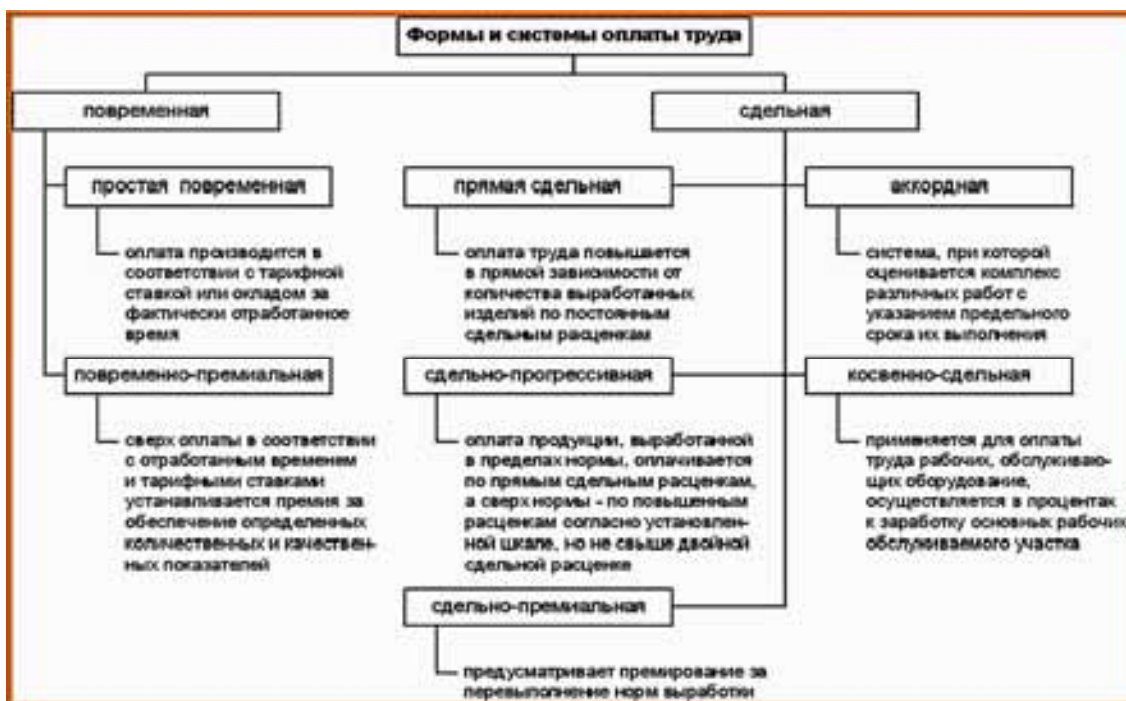 Формы и системы оплаты труда
повременная
сдельная
простая повременная
оплата производится в
соответствии с тарифной
ставкой или окладом за
фактически отработанное
время
повременно-премиальная
сверх оплаты в соответствии
с отработанным временем
и тарифными ставками
устанавливается премия за
обеспечение определенных
количественных и качествен-
ных показателей
прямая сдельная
оплата труда повышается
в прямой зависимости от
количества выработанных
изделий по постоянным
сдельным расценкам
сдельно-прогрессивная
оплата продукции, выработанной
в пределах нормы, оплачивается
по прямым сдельным расценкам,
а сверх нормы - по повышенным
расценкам согласно установлен-
ной шкале, но не свыше двойной
сдельной расценке
сдельно-премиальная
предусматривает премирование за
перевыполнение норм выработки
аккордная
система, при которой
оценивается комплекс
различных работ с
указанием предельного
срока их выполнения
косвенно-сдельная
применяется для оплаты
труда рабочих, обслуживаю-
щих оборудование,
осуществляется в процентах
к заработку основных рабочих
обслуживаемого участка